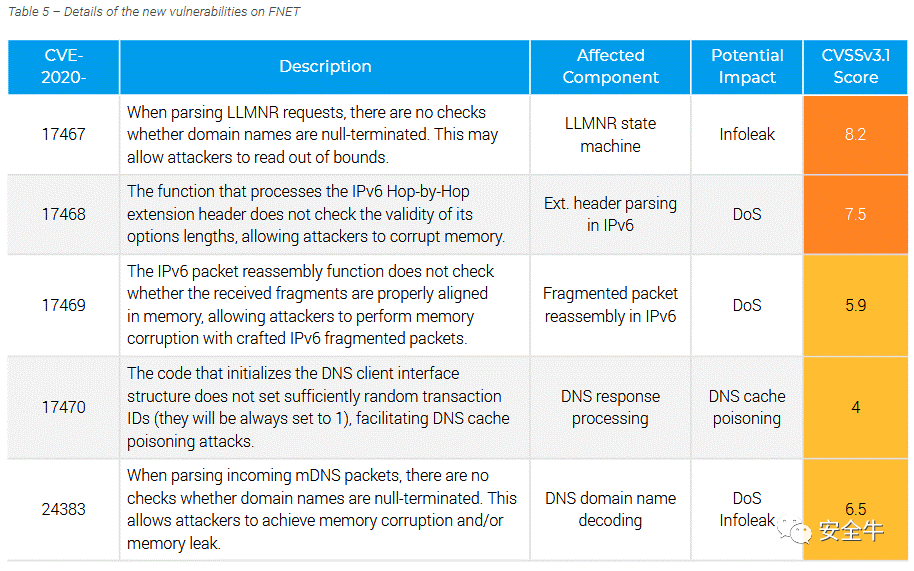 Table 5 – Details of the new vulnerabilities on FNET
CVE-
2020-
Description
Affected
Component
Potential
Impact
CVSSv3.1
Score
17467
When parsing LLMNR requests, there are no checks
whether domain names are null-terminated. This may
allow attackers to read out of bounds.
LLMNR state
machine
Infoleak
8.2
17468
The function that processes the IPv6 Hop-by-Hop
extension header does not check the validity of its
options lengths, allowing attackers to corrupt memory.
Ext. header parsing
in IPv6
DoS
7.5
17469
The IPv6 packet reassembly function does not check
whether the received fragments are properly aligned
in memory, allowing attackers to perform memory
corruption with crafted IPv6 fragmented packets.
Fragmented packet
reassembly in IPv6
DoS
5.9
17470
The code that initializes the DNS client interface
structure does not set sufficiently random transaction
IDs (they will be always set to 1), facilitating DNS cache
poisoning attacks.
DNS response
processing
DNS cache
poisoning
4
24383
When parsing incoming mDNS packets, there are no
checks whether domain names are null-terminated. This
allows attackers to achieve memory corruption and/or
memory leak.
DNS domain name
decoding
DoS
Infoleak
6.5
安全牛